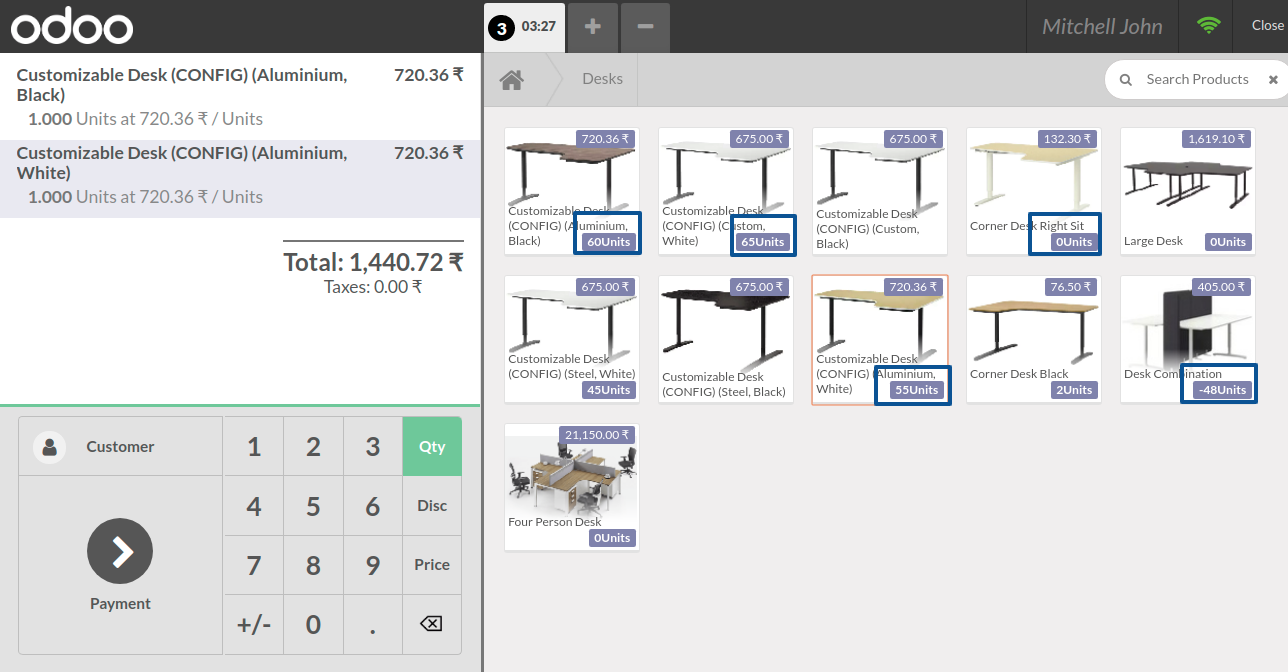 odoo
3 03:27 + −
Mitchell John
Close
Customizable Desk (CONFIG) (Aluminium, 720.36 ₹
Black)
1.000 Units at 720.36 ₹ / Units
Customizable Desk (CONFIG) (Aluminium, 720.36 ₹
White)
1.000 Units at 720.36 ₹ / Units
Total: 1,440.72 ₹
Taxes: 0.00 ₹
Customer
Payment
1 2 3 Qty
4 5 6 Disc
7 8 9 Price
+/- 0 .
Desks
Search Products
720.36 ₹
Customizable Desk
(CONFIG) (Aluminium,
Black)
60Units
675.00 ₹
Customizable Desk
(CONFIG) (Custom,
White)
65Units
675.00 ₹
Customizable Desk
(CONFIG) (Custom,
Black)
132.30 ₹
Corner Desk Right Sit
0Units
1,619.10 ₹
Large Desk
0Units
675.00 ₹
Customizable Desk
(CONFIG) (Steel, White)
45Units
675.00 ₹
Customizable Desk
(CONFIG) (Steel, Black)
720.36 ₹
Customizable Desk
(CONFIG) (Aluminium,
White)
55Units
76.50 ₹
Corner Desk Black
2Units
405.00 ₹
Desk Combination
-48Units
21,150.00 ₹
Four Person Desk
0Units